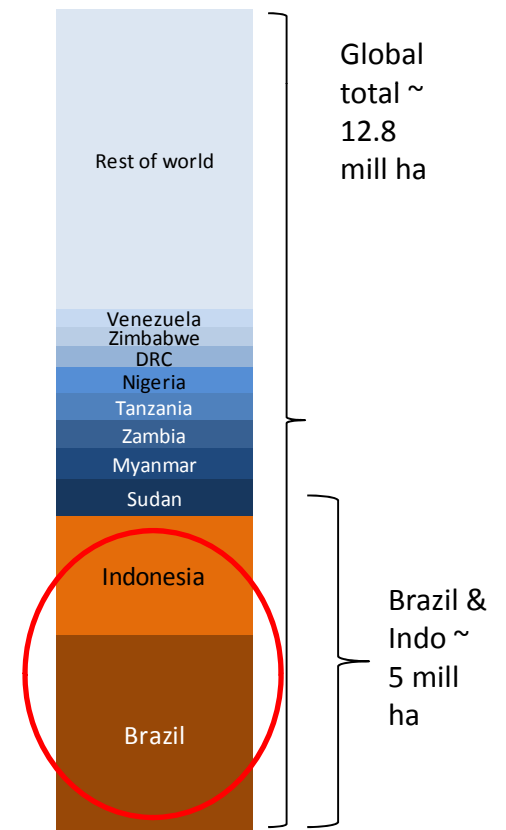 Global
total ~
12.8
mill ha
Rest of world
Venezuela
Zimbabwe
DRC
Nigeria
Tanzania
Zambia
Myanmar
Sudan
Indonesia
Brazil &
Indo ~
5 mill
ha
Brazil